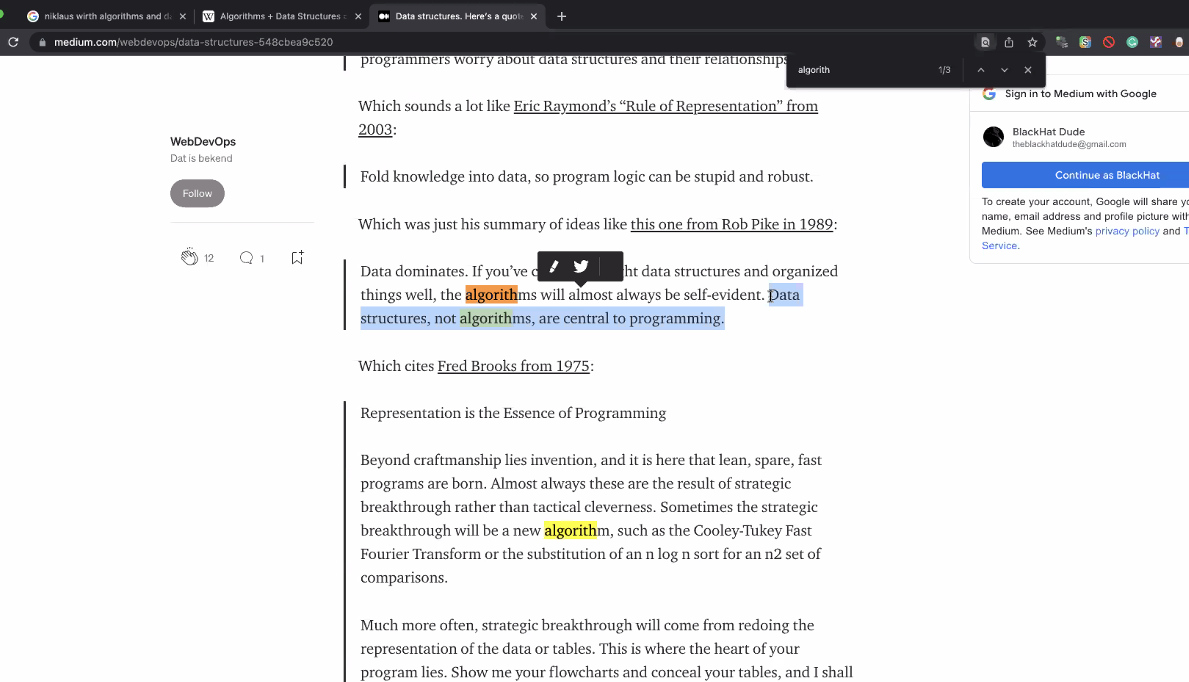 niklaus wirth algorithms and da
Algorithms + Data Structures =
Data structures. Here's a quote
medium.com/webdevops/data-structures-548cbea9c520
algorith
1/3
programmers worry about data structures and their relationships
Which sounds a lot like Eric Raymond's “Rule of Representation” from
2003:
Sign in to Medium with Google
WebDevOps
Dat is bekend
Follow
12
1
BlackHat Dude
theblackhatdude@gmail.com
Continue as BlackHat
To create your account, Google will share yo
name, email address and profile picture with
Medium. See Medium's privacy policy and T
Service.
Fold knowledge into data, so program logic can be stupid and robust.
Which was just his summary of ideas like this one from Rob Pike in 1989:
Data dominates. If you've c ht data structures and organized
things well, the algorithms will almost always be self-evident. Data
structures, not algorithms, are central to programming.
Which cites Fred Brooks from 1975:
Representation is the Essence of Programming
Beyond craftmanship lies invention, and it is here that lean, spare, fast
programs are born. Almost always these are the result of strategic
breakthrough rather than tactical cleverness. Sometimes the strategic
breakthrough will be a new algorithm, such as the Cooley-Tukey Fast
Fourier Transform or the substitution of an n log n sort for an n2 set of
comparisons.
Much more often, strategic breakthrough will come from redoing the
representation of the data or tables. This is where the heart of your
program lies. Show me your flowcharts and conceal your tables, and I shall